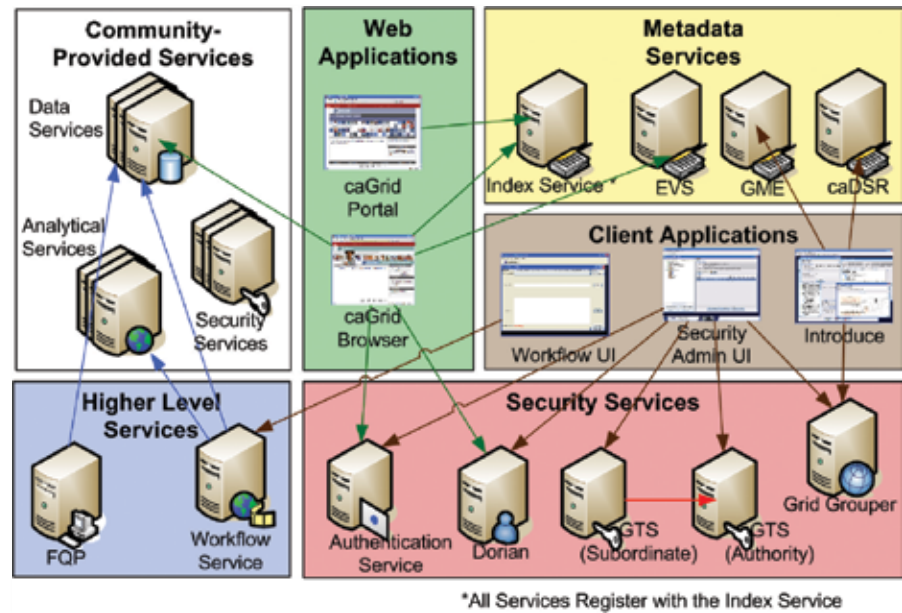 Community-
Provided Services
Data
Services
Analytical
Services
Security
Services
Web
Applications
caGrid
Portal
caGrid
Browser
Metadata
Services
Index Service *
EVS
GME
caDSR
Client Applications
Workflow UI
Security
Admin UI
Introduce
Higher Level
Services
FQP
Workflow
Service
Security Services
Authentication
Service
Dorian
GTS
(Subordinate)
GTS
(Authority)
Grid Grouper
*All Services Register with the Index Service